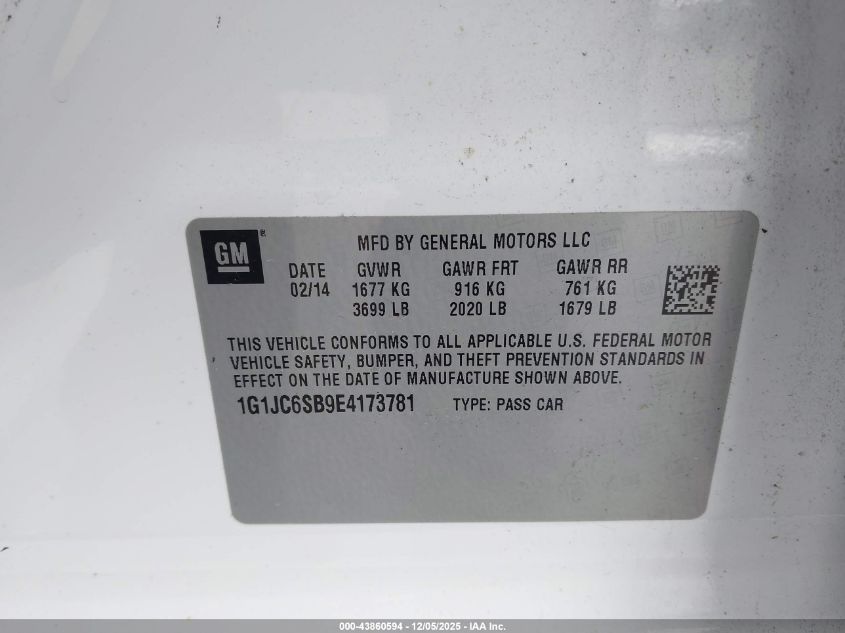 GM ®
MFD BY GENERAL MOTORS LLC
DATE GVWR GAWR FRT GAWR RR
02/14 1677 KG 916 KG 761 KG
3699 LB 2020 LB 1679 LB
THIS VEHICLE CONFORMS TO ALL APPLICABLE U.S. FEDERAL MOTOR
VEHICLE SAFETY, BUMPER, AND THEFT PREVENTION STANDARDS IN
EFFECT ON THE DATE OF MANUFACTURE SHOWN ABOVE.
1G1JC6SB9E4173781 TYPE: PASS CAR
000-43860594 - 12/05/2025 - IAA Inc.